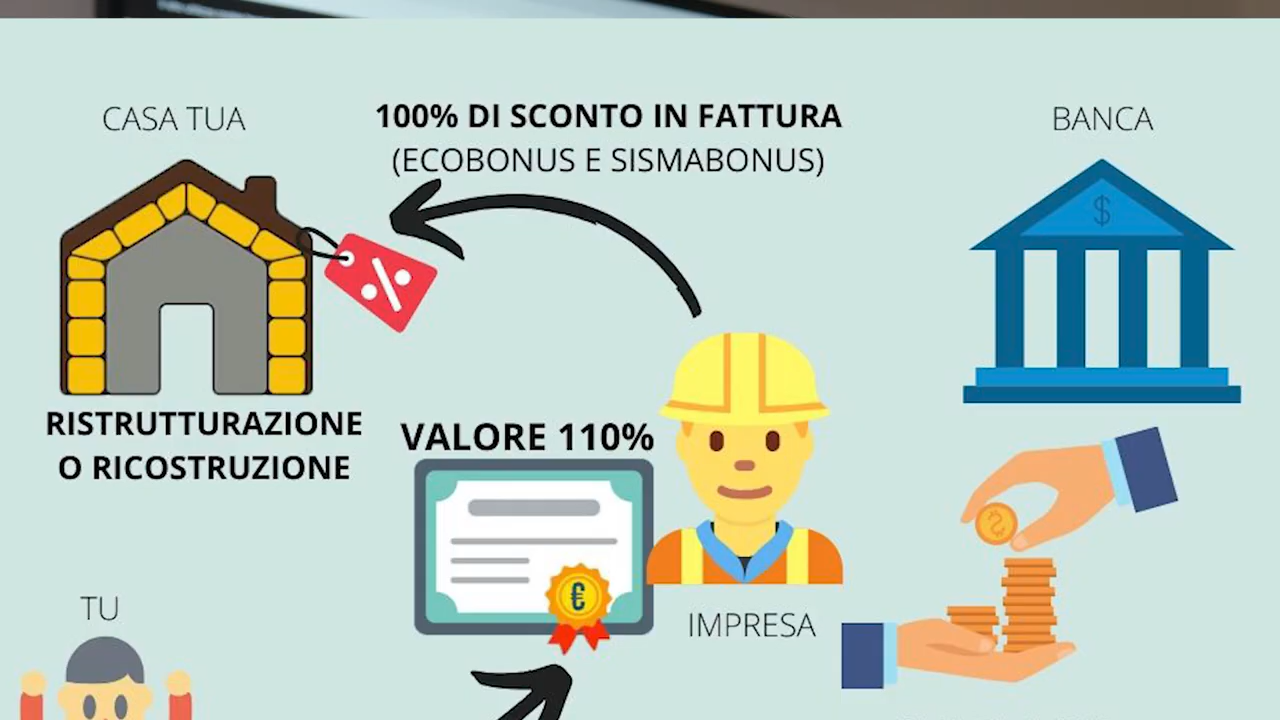 CASA TUA
100% DI SCONTO IN FATTURA
(ECOBONUS E SISMABONUS)
BANCA
$
%
RISTRUTTURAZIONE
O RICOSTRUZIONE
VALORE 110%
€
TU
IMPRESA